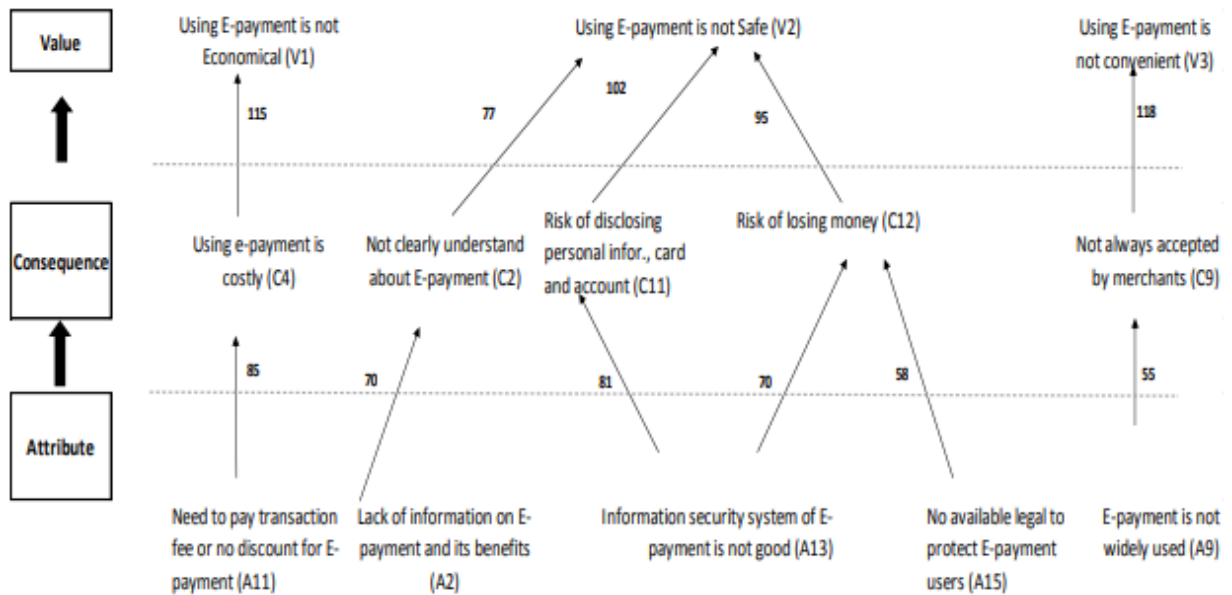 Value
Using E-payment is not
Economical (V1)
Using E-payment is not Safe (V2)
Using E-payment is
not convenient (V3)
115
77
102
95
118
Consequence
Using e-payment is
costly (C4)
Not clearly understand
about E-payment (C2)
Risk of disclosing
personal infor., card
and account (C11)
Risk of losing money (C12)
Not always accepted
by merchants (C9)
85
70
81
70
58
55
Attribute
Need to pay transaction
fee or no discount for E-
payment (A11)
Lack of information on E-
payment and its benefits
(A2)
Information security system of E-
payment is not good (A13)
No available legal to
protect E-payment
users (A15)
E-payment is not
widely used (A9)